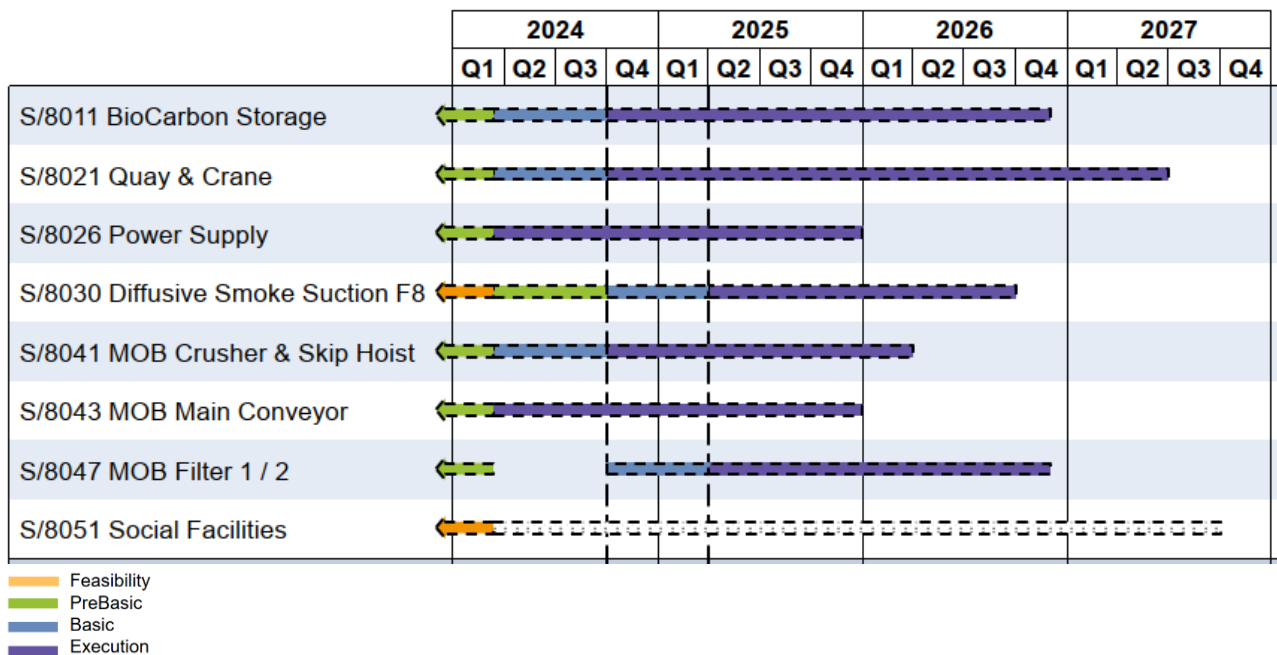 2024 2025 2026 2027
Q1 Q2 Q3 Q4 Q1 Q2 Q3 Q4 Q1 Q2 Q3 Q4 Q1 Q2 Q3 Q4
S/8011 BioCarbon Storage
S/8021 Quay & Crane
S/8026 Power Supply
S/8030 Diffusive Smoke Suction F8
S/8041 MOB Crusher & Skip Hoist
S/8043 MOB Main Conveyor
S/8047 MOB Filter 1 / 2
S/8051 Social Facilities
Feasibility
PreBasic
Basic
Execution